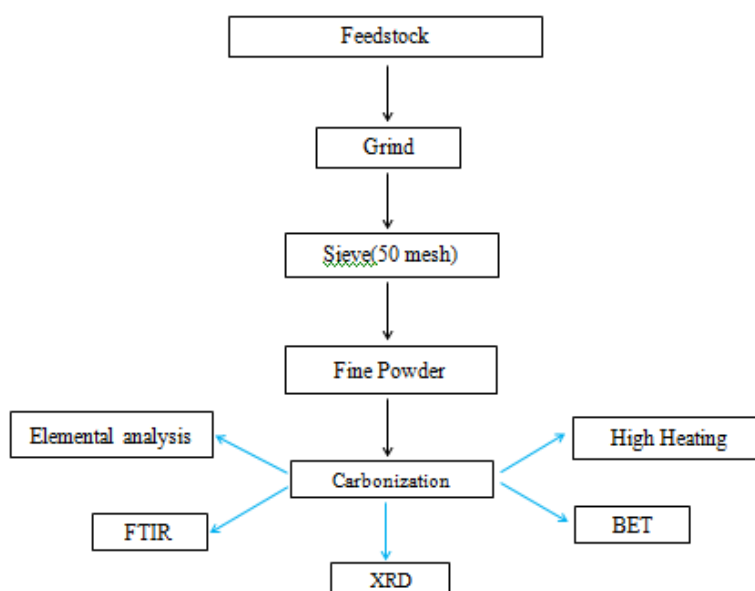 Feedstock
Grind
Sieve(50 mesh)
Fine Powder
Elemental analysis
High Heating
Carbonization
FTIR
BET
XRD